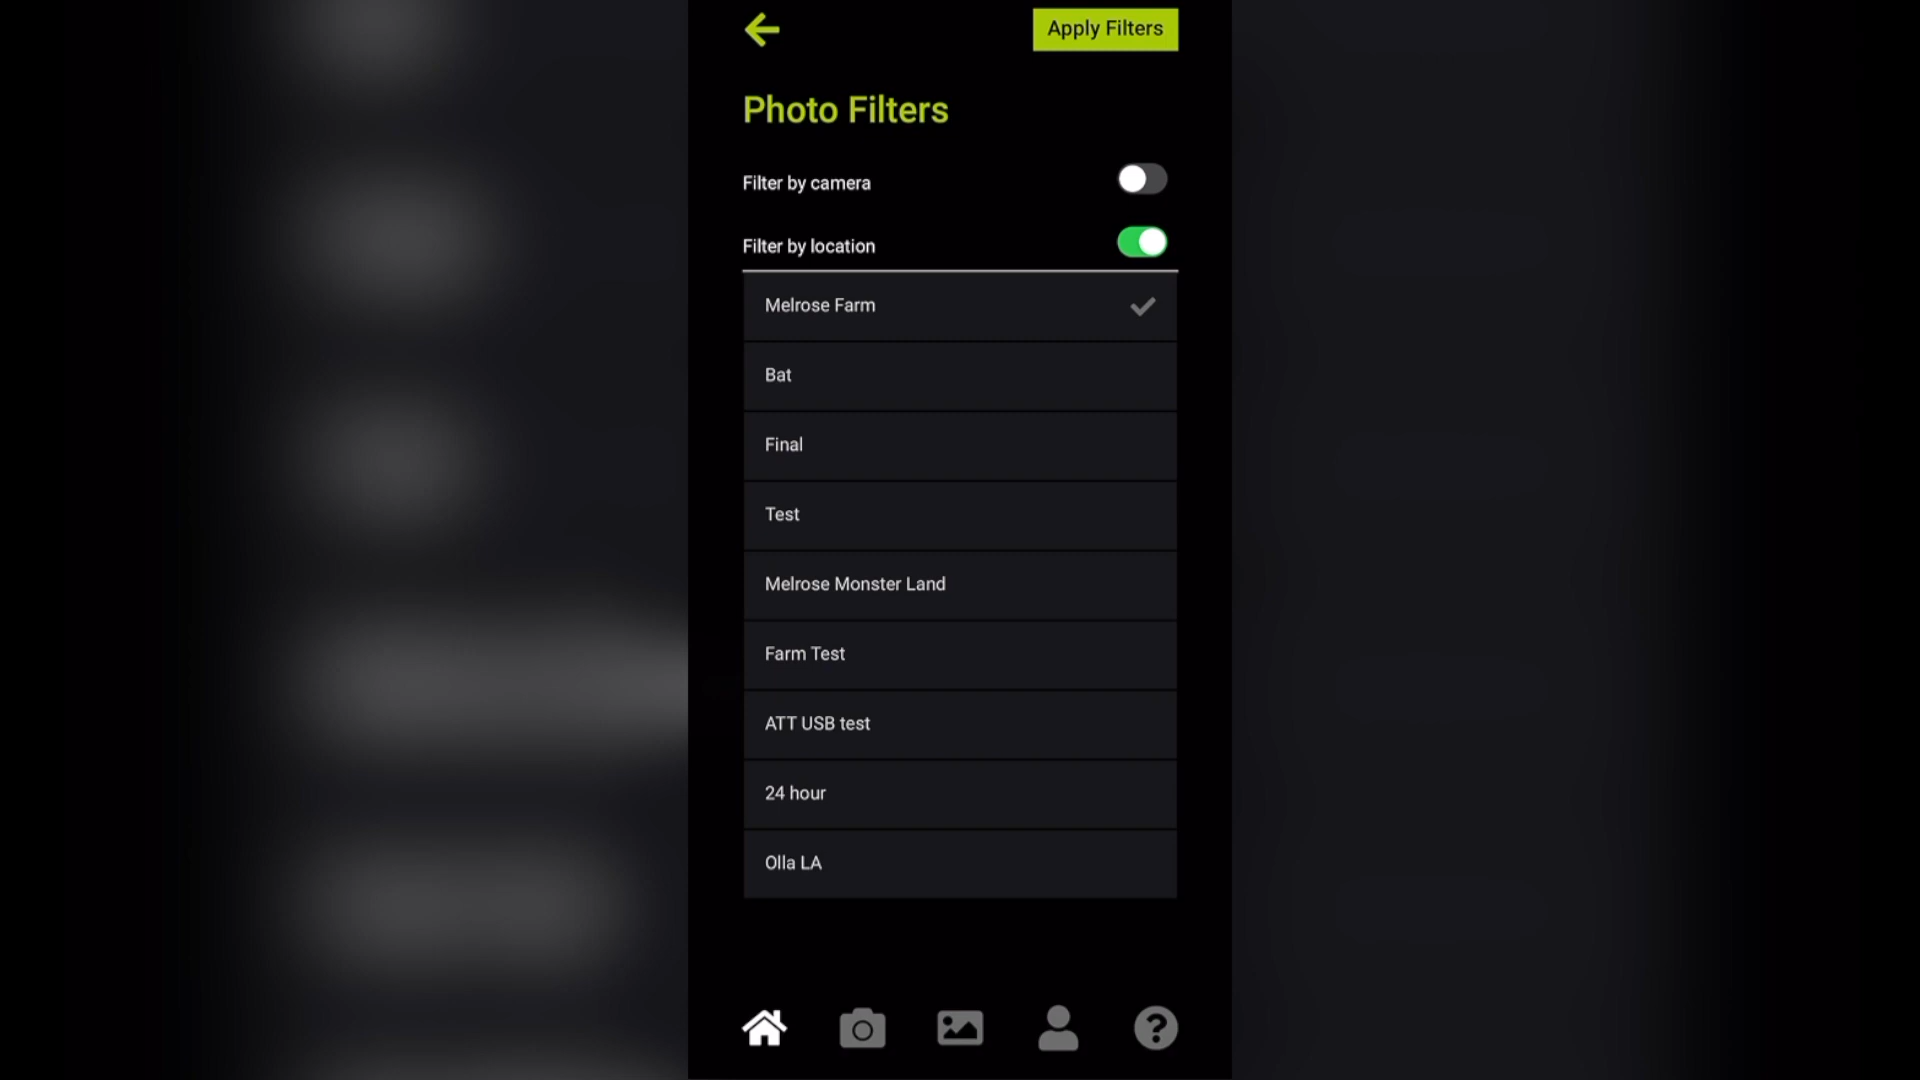 Apply Filters
Photo Filters
Filter by camera
Filter by location
Melrose Farm
Bat
Final
Test
Melrose Monster Land
Farm Test
ATT USB test
24 hour
Olla LA